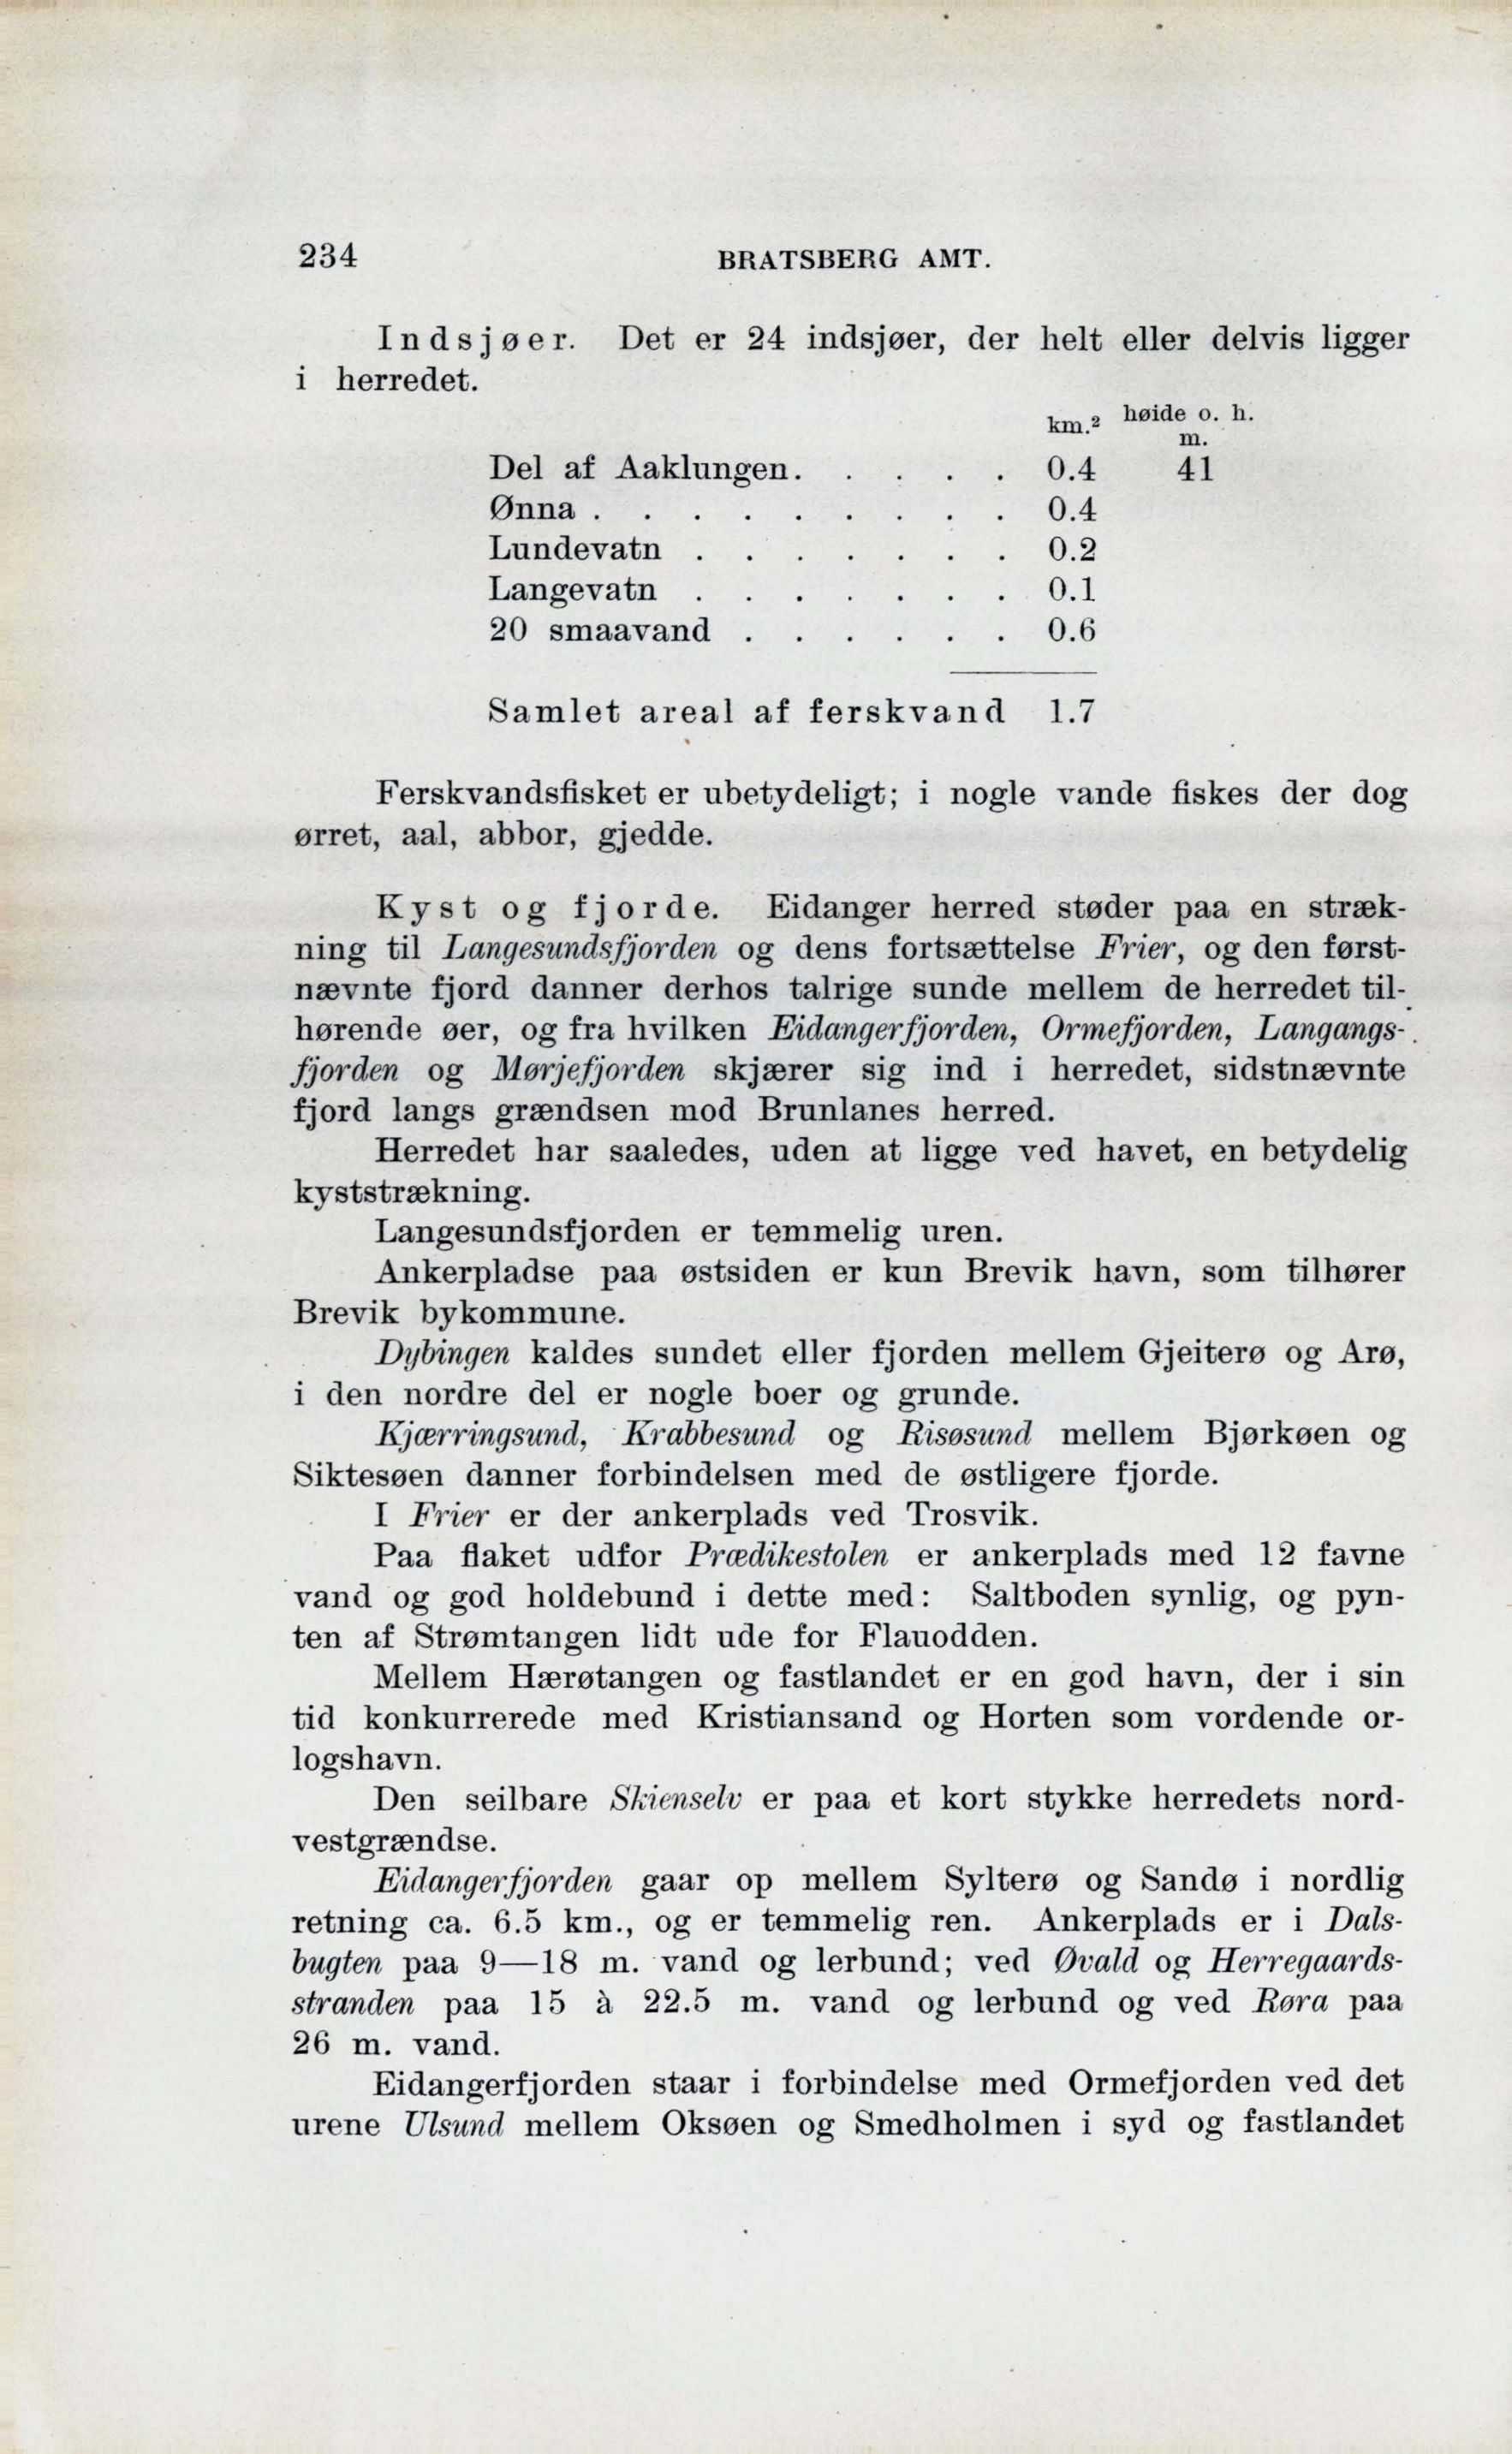 234 BRATSBERG AMT.
Indsjøer. Det er 24 indsjøer, der helt eller delvis ligger
i herredet.
km.² høide o. h.
m.
Del af Aaklungen. . . . . 0.4 41
Ønna . . . . . . . . . 0.4
Lundevatn . . . . . . . 0.2
Langevatn . . . . . . . 0.1
20 smaavand . . . . . . 0.6
Samlet areal af ferskvand 1.7
Ferskvandsfisket er ubetydeligt; i nogle vande fiskes der dog
ørret, aal, abbor, gjedde.
Kyst og fjorde. Eidanger herred støder paa en stræk-
ning til Langesundsfjorden og dens fortsættelse Frier, og den først-
nævnte fjord danner derhos talrige sunde mellem de herredet til-
hørende øer, og fra hvilken Eidangerfjorden, Ormefjorden, Langangs-
fjorden og Mørjefjorden skjærer sig ind i herredet, sidstnævnte
fjord langs grændsen mod Brunlanes herred.
Herredet har saaledes, uden at ligge ved havet, en betydelig
kyststrækning.
Langesundsfjorden er temmelig uren.
Ankerpladse paa østsiden er kun Brevik havn, som tilhører
Brevik bykommune.
Dybingen kaldes sundet eller fjorden mellem Gjeiterø og Arø,
i den nordre del er nogle boer og grunde.
Kjærringsund, Krabbesund og Risøsund mellem Bjørkøen og
Siktesøen danner forbindelsen med de østligere fjorde.
I Frier er der ankerplads ved Trosvik.
Paa flaket udfor Prædikestolen er ankerplads med 12 favne
vand og god holdebund i dette med: Saltboden synlig, og pyn-
ten af Strømtangen lidt ude for Flauodden.
Mellem Hærøtangen og fastlandet er en god havn, der i sin
tid konkurrerede med Kristiansand og Horten som vordende or-
logshavn.
Den seilbare Skienselv er paa et kort stykke herredets nord-
vestgrændse.
Eidangerfjorden gaar op mellem Sylterø og Sandø i nordlig
retning ca. 6.5 km., og er temmelig ren. Ankerplads er i Dals-
bugten paa 9—18 m. vand og lerbund; ved Øvald og Herregaards-
stranden paa 15 à 22.5 m. vand og lerbund og ved Røra paa
26 m. vand.
Eidangerfjorden staar i forbindelse med Ormefjorden ved det
urene Ulsund mellem Oksøen og Smedholmen i syd og fastlandet